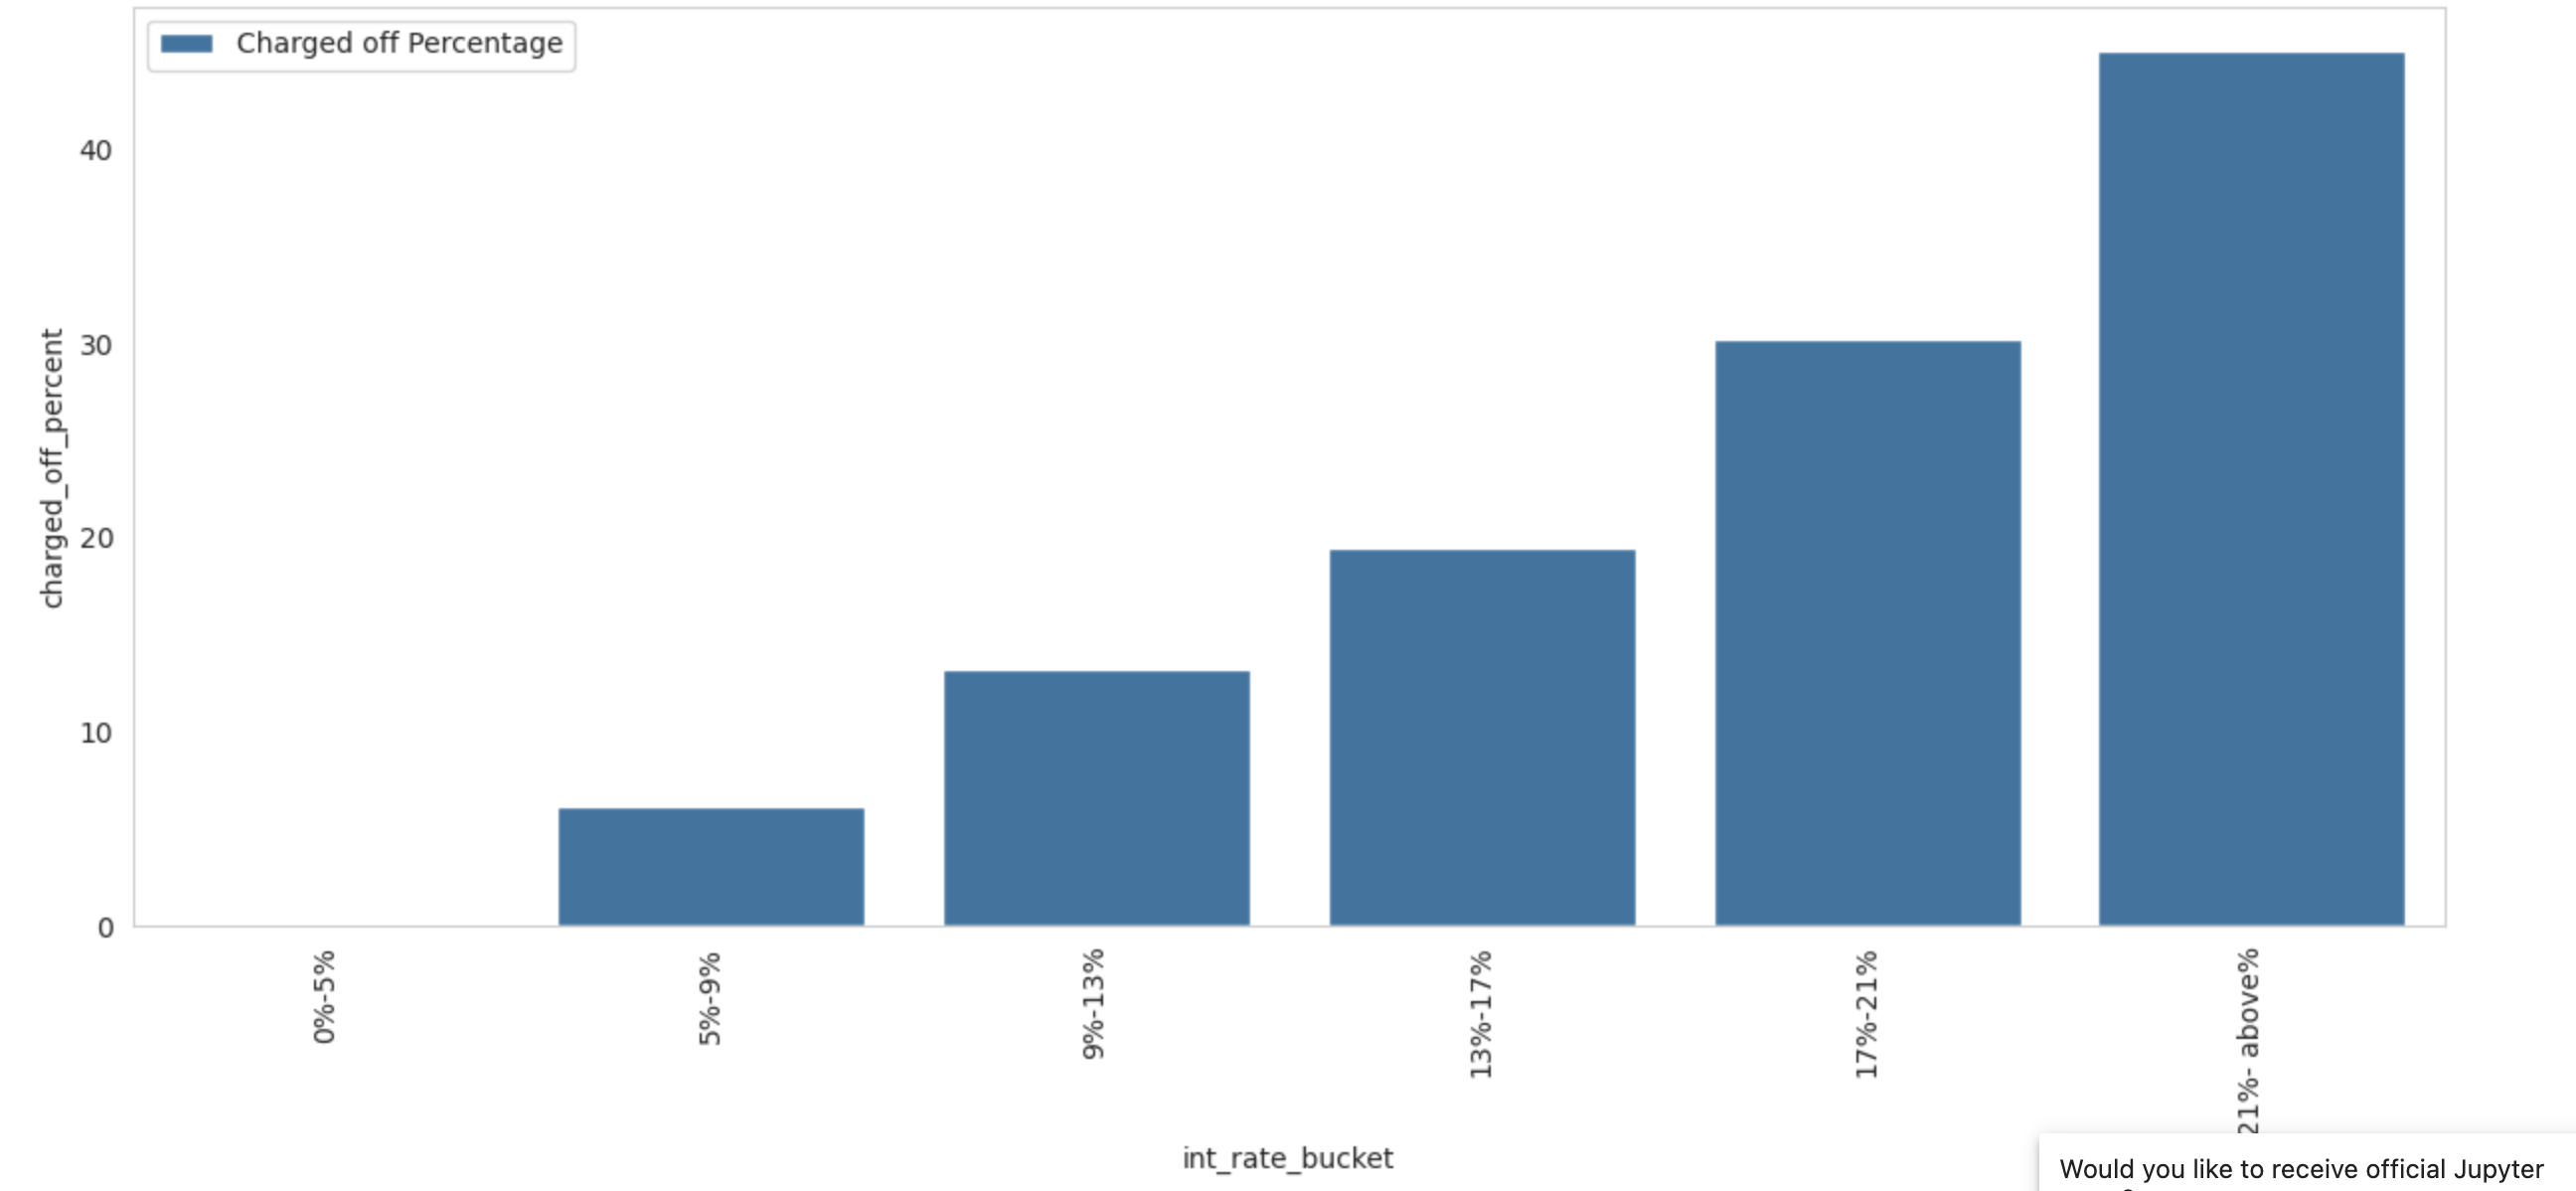 Charged off Percentage
40
30
20
10
0
charged_off_percent
0%-5%
5%-9%
9%-13%
13%-17%
17%-21%
21%- above%
int_rate_bucket
Would you like to receive official Jupyter